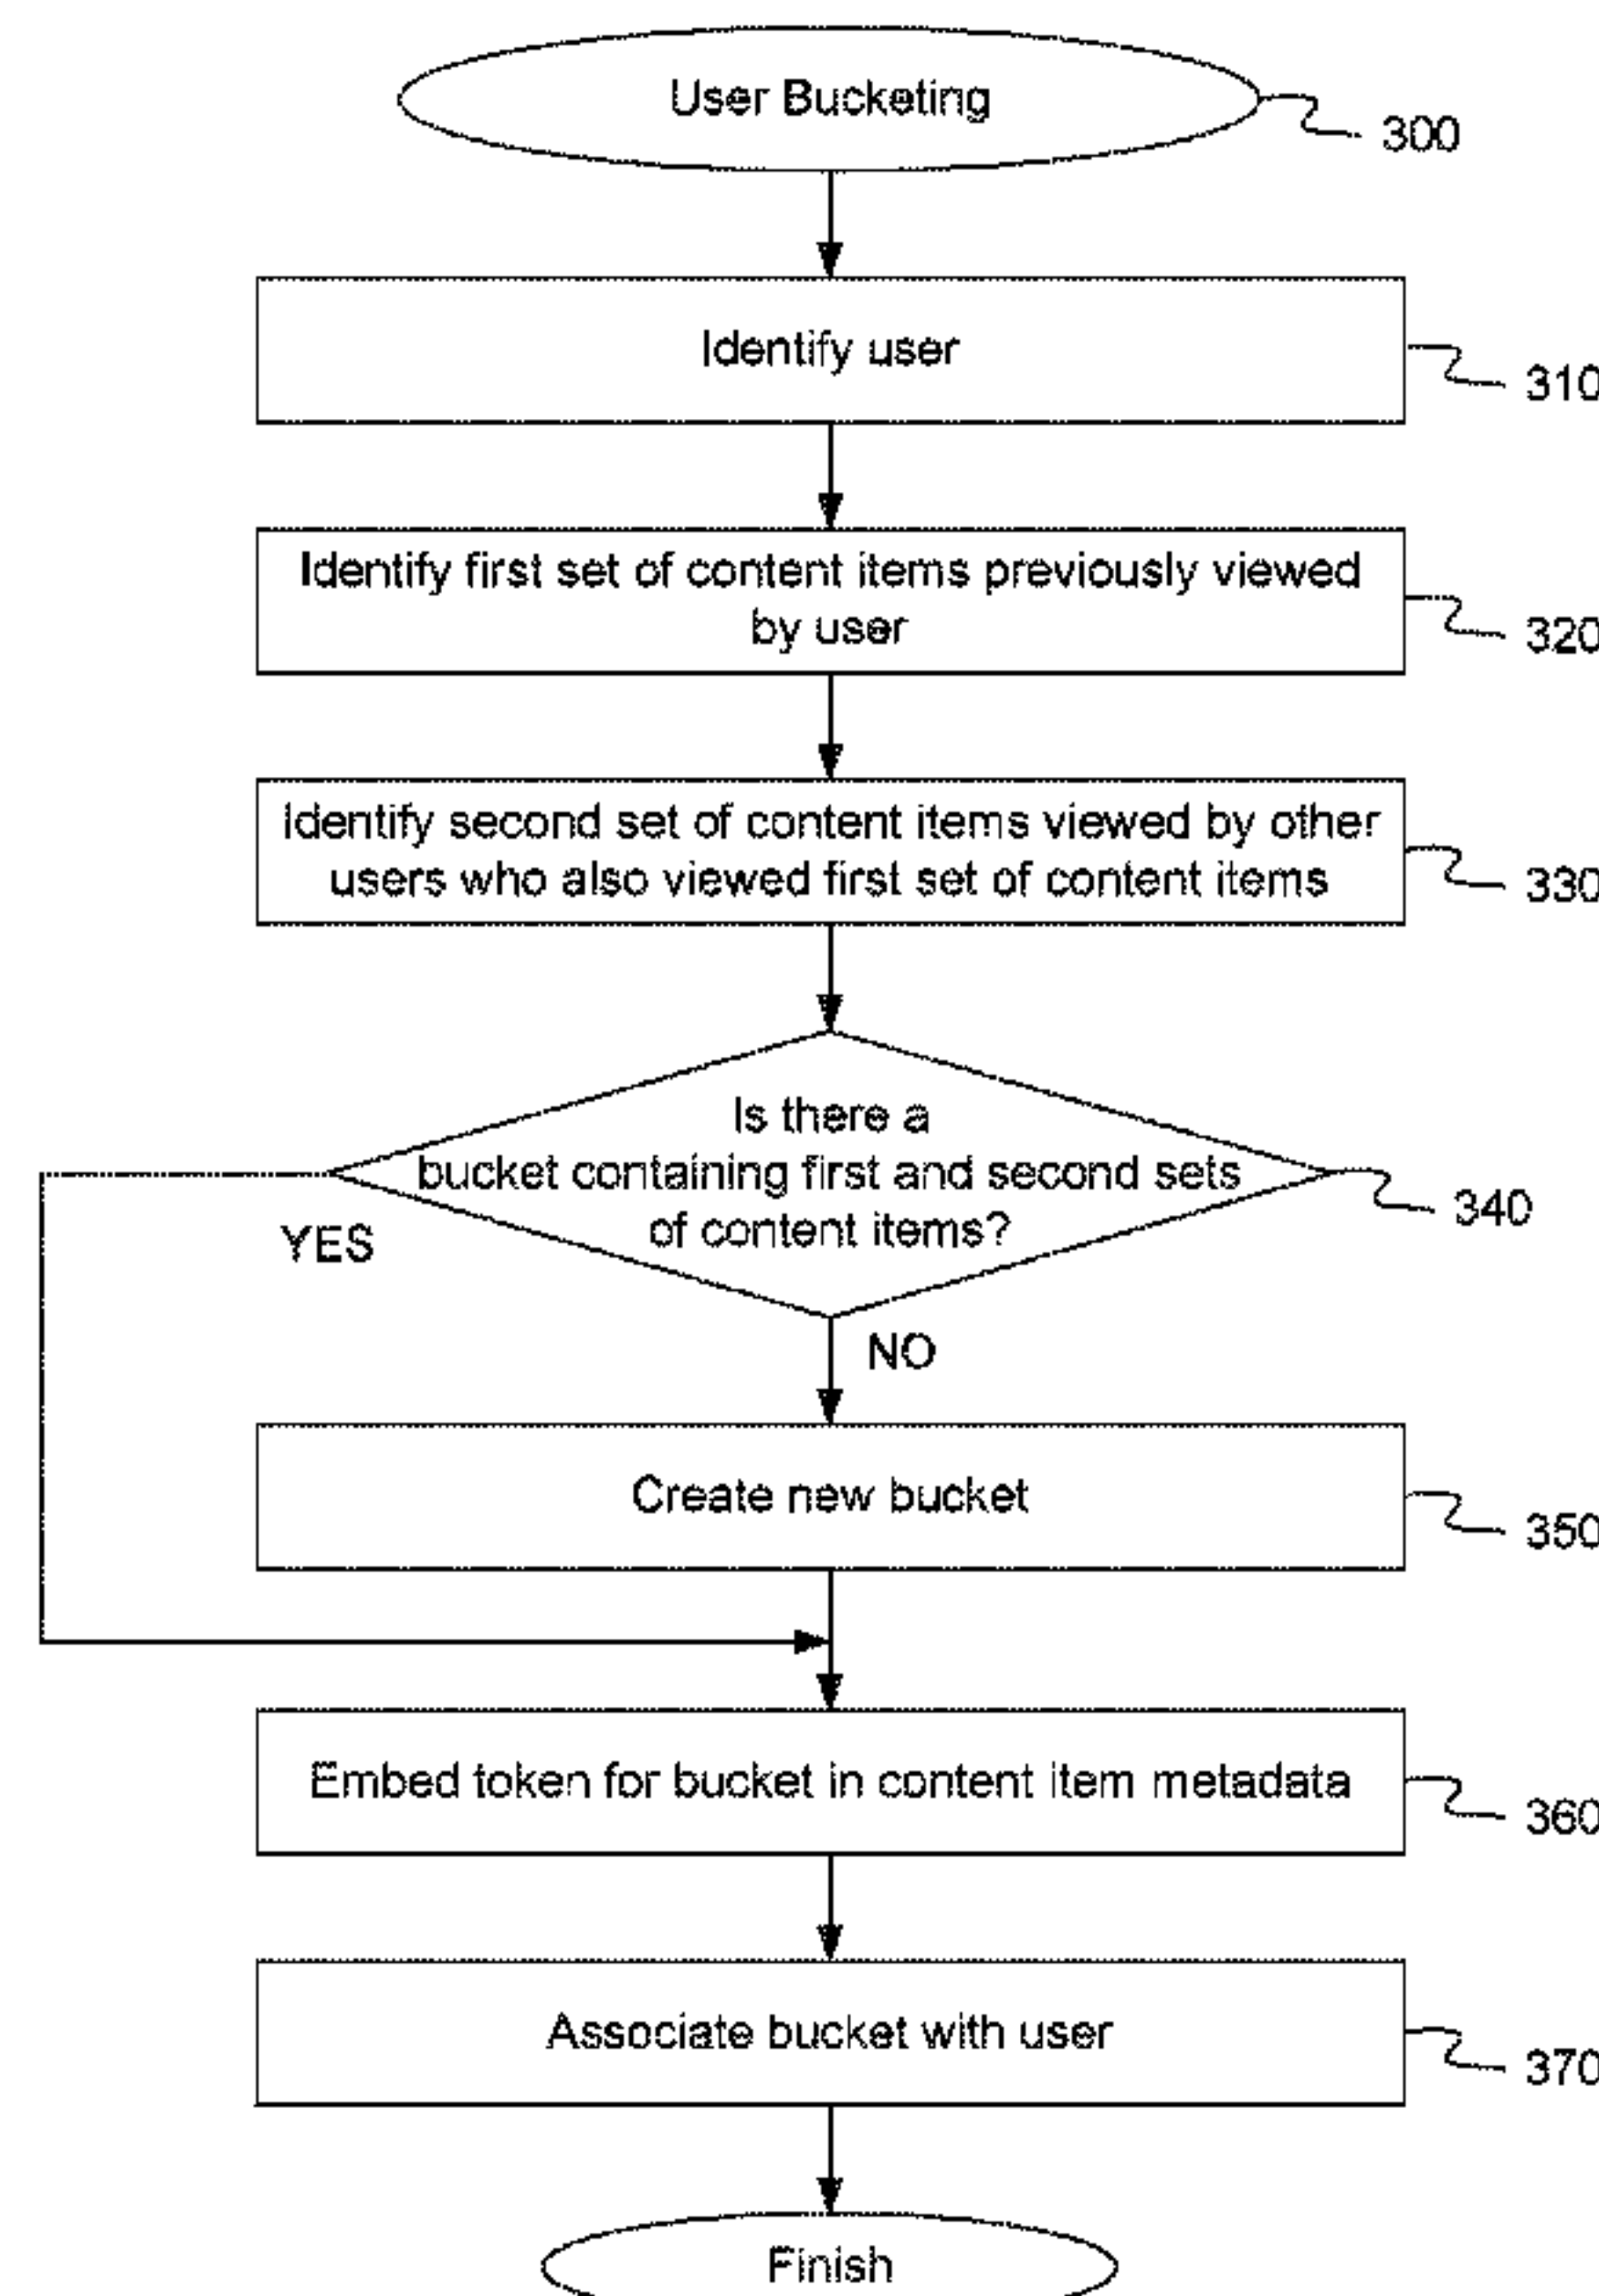 User Bucketing
300
Identify user
310
Identify first set of content items previously viewed
by user
320
Identify second set of content items viewed by other
users who also viewed first set of content items
330
Is there a
bucket containing first and second sets
of content items?
340
YES
NO
Create new bucket
350
Embed token for bucket in content item metadata
360
Associate bucket with user
370
Finish